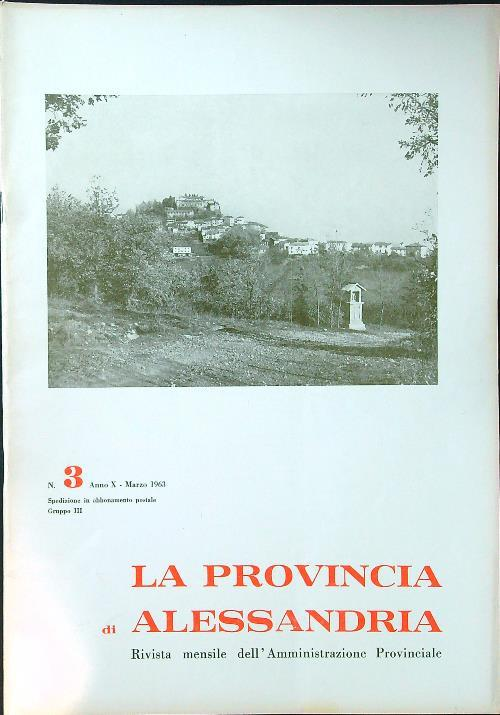 N. 3 Anno X - Marzo 1963
Spedizione in abbonamento postale
Gruppo III
LA PROVINCIA
di ALESSANDRIA
Rivista mensile dell'Amministrazione Provinciale